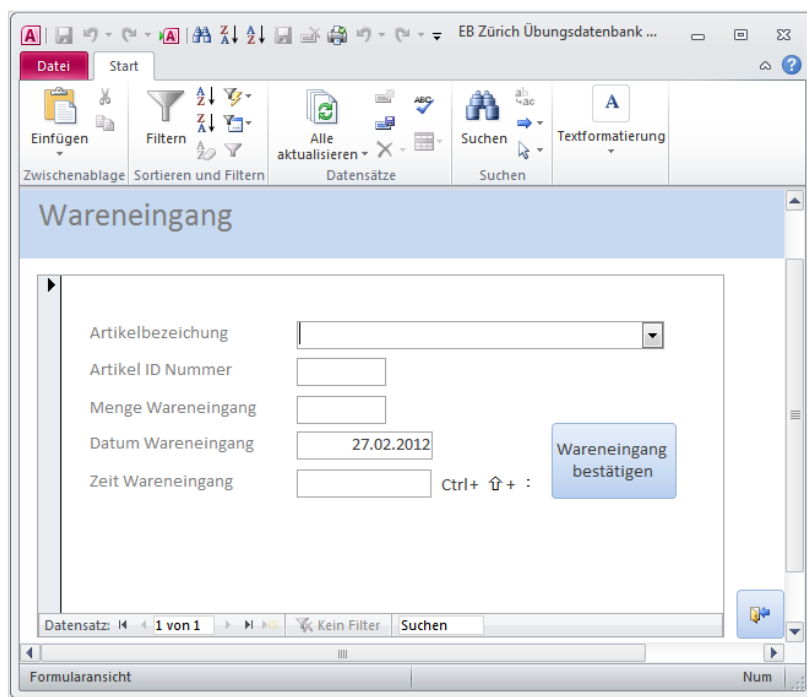 EB Zürich Übungsdatenbank ...
Datei Start
Einfügen Filtern Alle aktualisieren Suchen Textformatierung
Zwischenablage Sortieren und Filtern Datensätze Suchen
Wareneingang
Artikelbezeichung
Artikel ID Nummer
Menge Wareneingang
Datum Wareneingang 27.02.2012
Wareneingang bestätigen
Zeit Wareneingang Ctrl+ ⇧ + :
Datensatz: 1 von 1 Kein Filter Suchen
Formularansicht Num